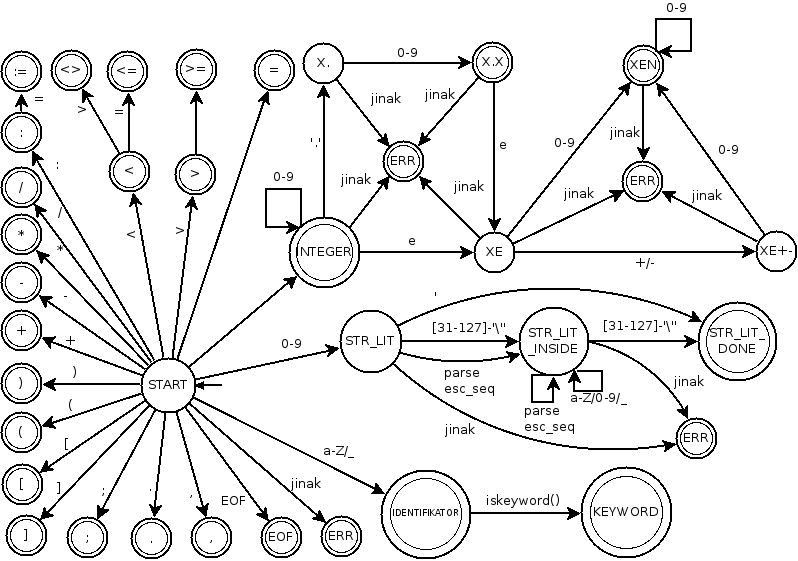 0-9
:=
<>
<=
>=
=
X.
0-9
X.X
XEN
=
>
=
jinak
jinak
:
'.'
ERR
e
0-9
jinak
0-9
:
<
>
0-9
jinak
jinak
ERR
jinak
jinak
/
/
*
*
<
>
INTEGER
e
XE
+/-
XE+-
-
-
'
+
+
0-9
STR_LIT
[31-127]-'\"
STR_LIT
_INSIDE
[31-127]-'\"
STR_LIT_
DONE
)
)
START
parse
esc_seq
jinak
(
(
parse
esc_seq
a-Z/0-9/_
jinak
ERR
[
[
a-Z/_
]
;
.
,
EOF
jinak
IDENTIFIKATOR
iskeyword()
KEYWORD
]
;
.
,
EOF
ERR